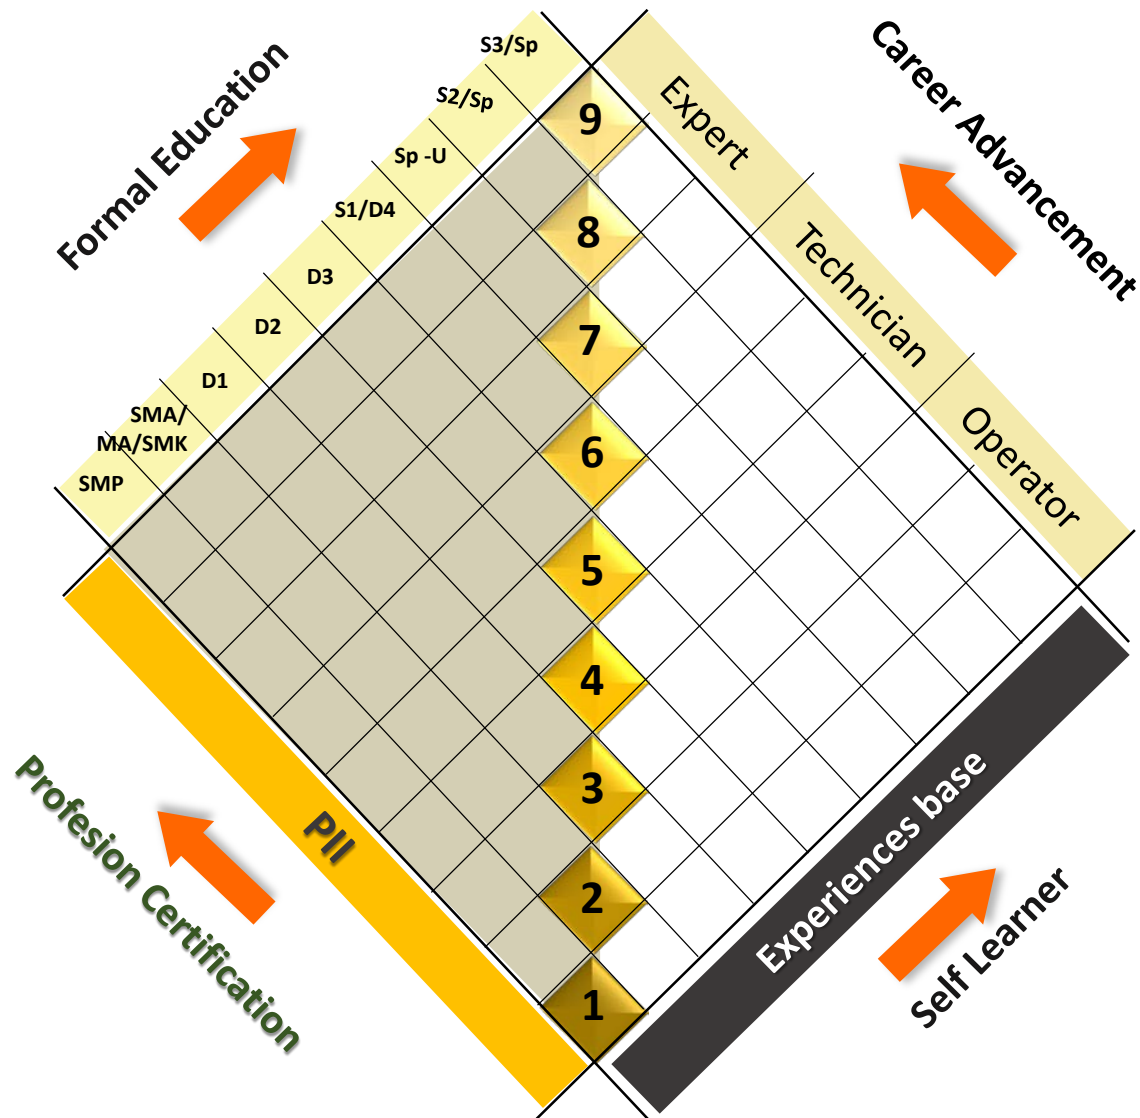 Formal Education
S3/Sp
S2/Sp
Sp -U
S1/D4
D3
D2
D1
SMA/
MA/SMK
SMP
Career Advancement
Expert
Technician
Operator
9
8
7
6
5
4
3
2
1
PII
Profesion Certification
Experiences base
Self Learner